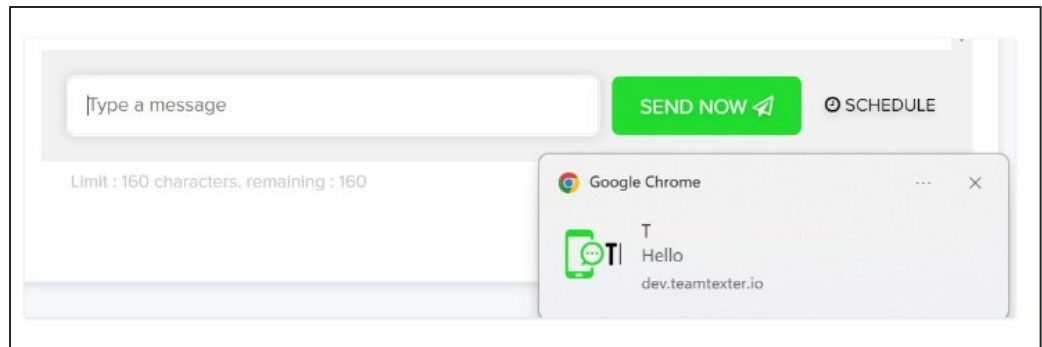 Type a message
SEND NOW
SCHEDULE
Limit : 160 characters. remaining : 160
Google Chrome
T
Hello
dev.teamtexter.io